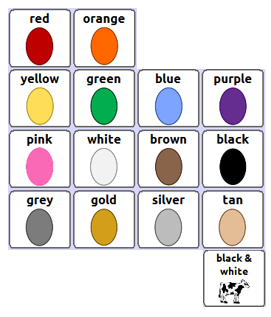 red orange
yellow green blue purple
pink white brown black
grey gold silver tan
black &
white